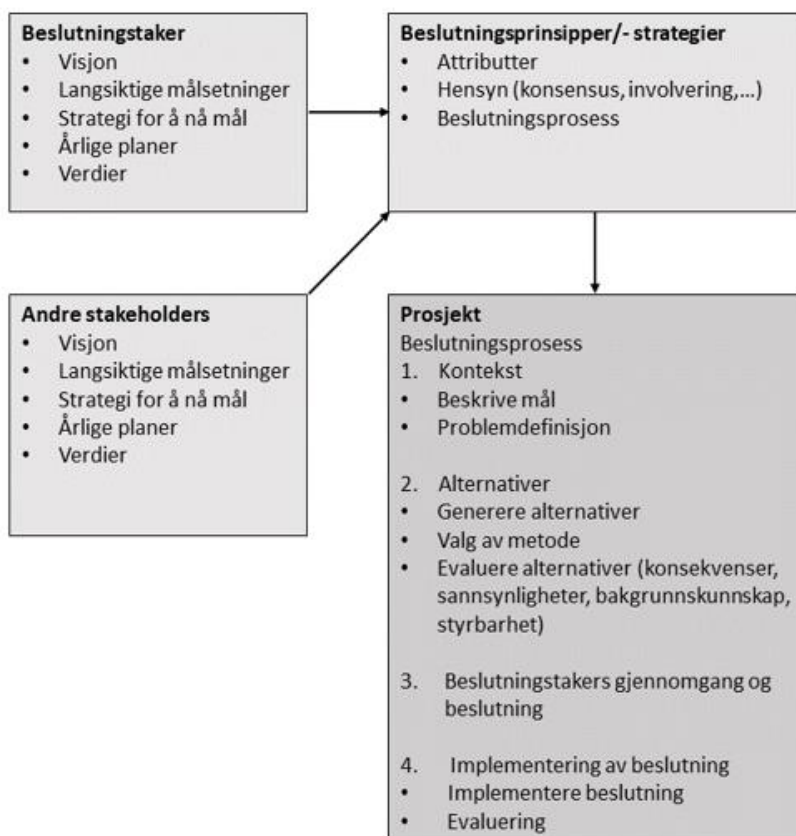 Beslutningstaker
• Visjon
• Langsiktige målsetninger
• Strategi for å nå mål
• Årlige planer
• Verdier
Beslutningsprinsipper/- strategier
• Attributter
• Hensyn (konsensus, involvering,...)
• Beslutningsprosess
Andre stakeholders
• Visjon
• Langsiktige målsetninger
• Strategi for å nå mål
• Årlige planer
• Verdier
Prosjekt
Beslutningsprosess
1. Kontekst
• Beskrive mål
• Problemdefinisjon
2. Alternativer
• Generere alternativer
• Valg av metode
• Evaluere alternativer (konsekvenser,
sannsynligheter, bakgrunnskunnskap,
styrbarhet)
3. Beslutningstakers gjennomgang og
beslutning
4. Implementering av beslutning
• Implementere beslutning
• Evaluering